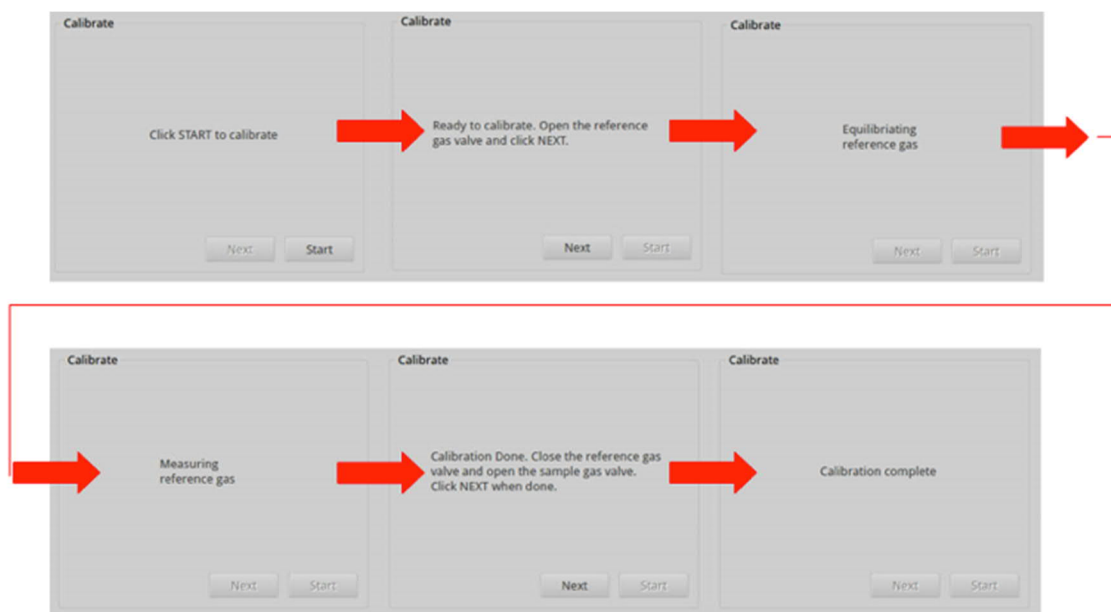 Calibrate
Click START to calibrate
Next
Start
Calibrate
Ready to calibrate. Open the reference
gas valve and click NEXT.
Next
Start
Calibrate
Equilibriating
reference gas
Next
Start
Calibrate
Measuring
reference gas
Next
Start
Calibrate
Calibration Done. Close the reference gas
valve and open the sample gas valve.
Click NEXT when done.
Next
Start
Calibrate
Calibration complete
Next
Start